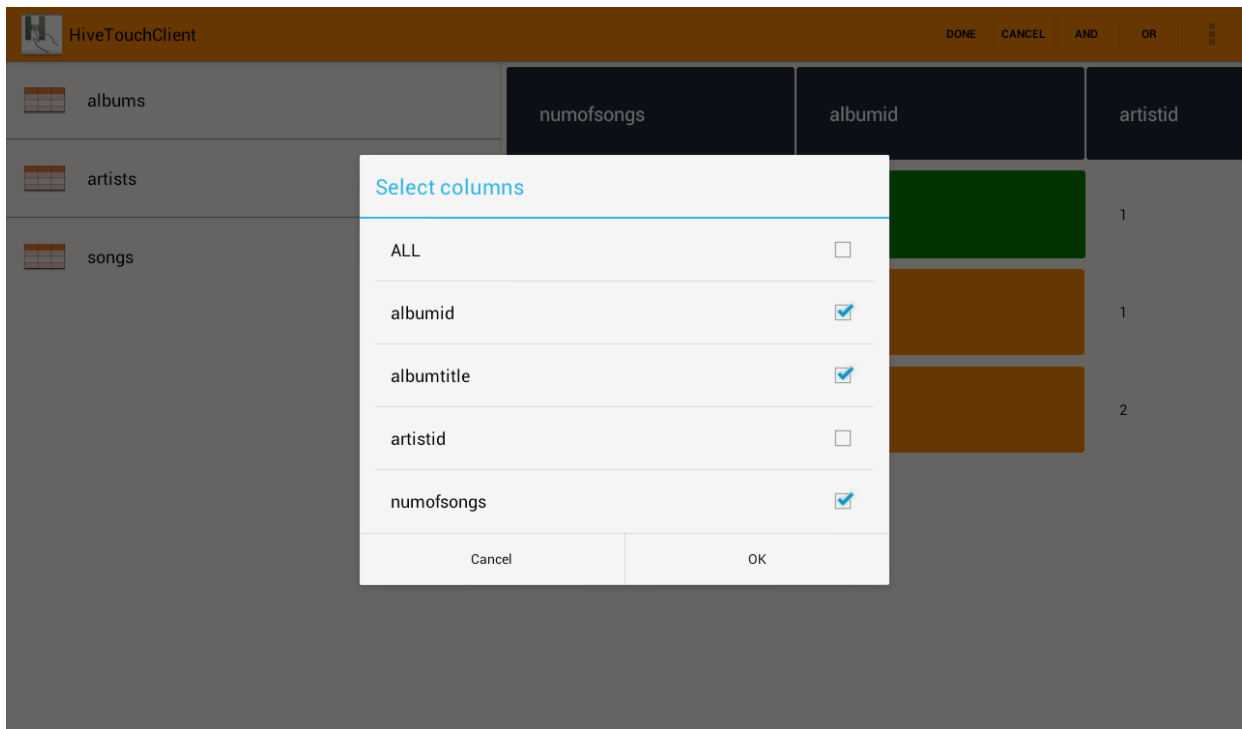 HiveTouchClient
DONE CANCEL AND OR
albums
artists
songs
numofsongs albumid artistid
1
1
2
Select columns
ALL
albumid
albumtitle
artistid
numofsongs
Cancel OK